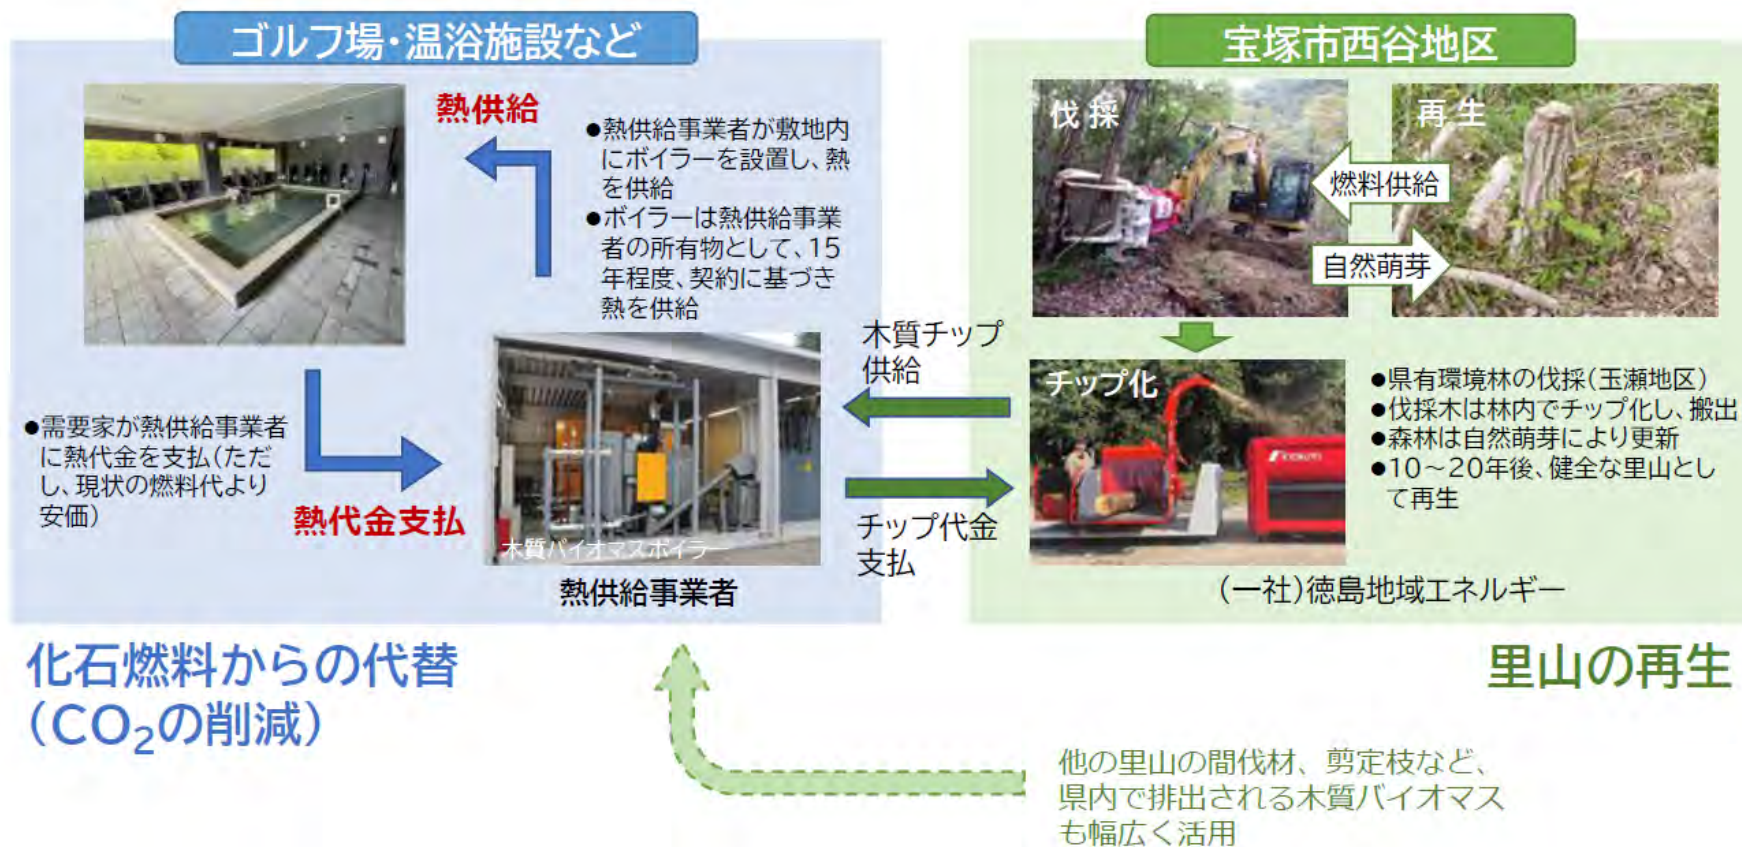 ゴルフ場・温浴施設など
熱供給
●熱供給事業者が敷地内
にボイラーを設置し、熱
を供給
●ボイラーは熱供給事業
者の所有物として、15
年程度、契約に基づき
熱を供給
●需要家が熱供給事業者
に熱代金を支払(ただ
し、現状の燃料代より
安価)
熱代金支払
木質バイオマスボイラー
熱供給事業者
木質チップ
供給
チップ代金
支払
宝塚市西谷地区
伐採
再生
燃料供給
自然萌芽
チップ化
●県有環境林の伐採(玉瀬地区)
●伐採木は林内でチップ化し、搬出
●森林は自然萌芽により更新
●10～20年後、健全な里山とし
て再生
(一社)徳島地域エネルギー
化石燃料からの代替
(CO₂の削減)
里山の再生
他の里山の間伐材、剪定枝など、
県内で排出される木質バイオマス
も幅広く活用